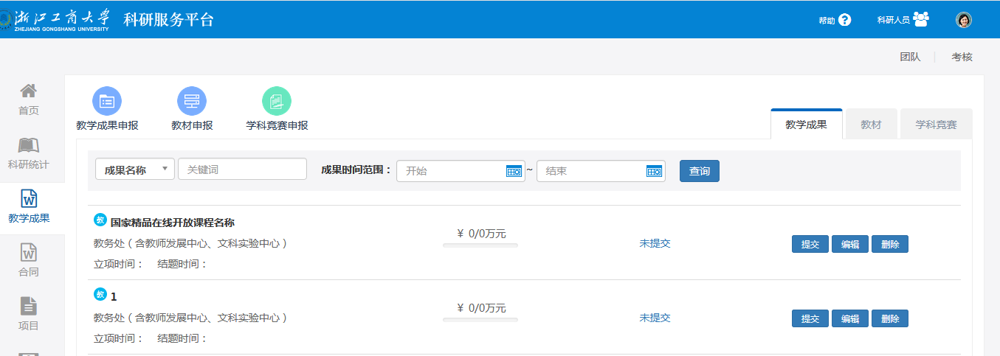 浙江工商大学 科研服务平台
ZHEJIANG GONGSHANG UNIVERSITY
帮助 ?
科研人员
团队 考核
首页
科研统计
教学成果
合同
项目
教学成果申报 教材申报 学科竞赛申报
教学成果 教材 学科竞赛
成果名称 关键词 成果时间范围： 开始 ~ 结束 查询
教 国家精品在线开放课程名称
教务处（含教师发展中心、文科实验中心）
立项时间： 结题时间：
¥ 0/0万元
未提交
提交 编辑 删除
教 1
教务处（含教师发展中心、文科实验中心）
立项时间： 结题时间：
¥ 0/0万元
未提交
提交 编辑 删除